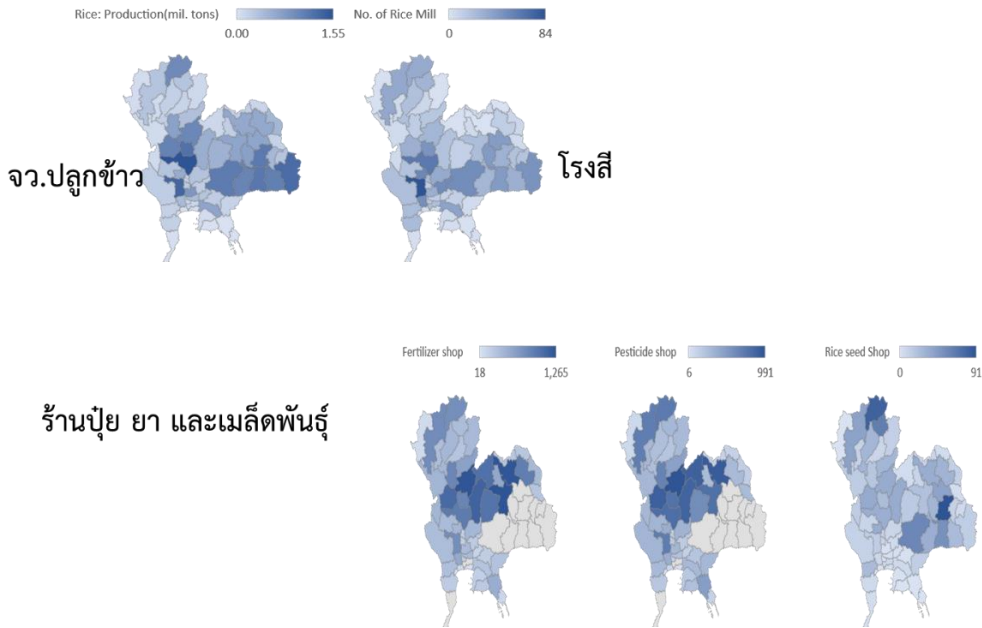 Rice: Production(mil. tons)
0.00 1.55
No. of Rice Mill
0 84
จว.ปลูกข้าว
โรงสี
Fertilizer shop
18 1,265
Pesticide shop
6 991
Rice seed Shop
0 91
ร้านปุ๋ย ยา และเมล็ดพันธุ์